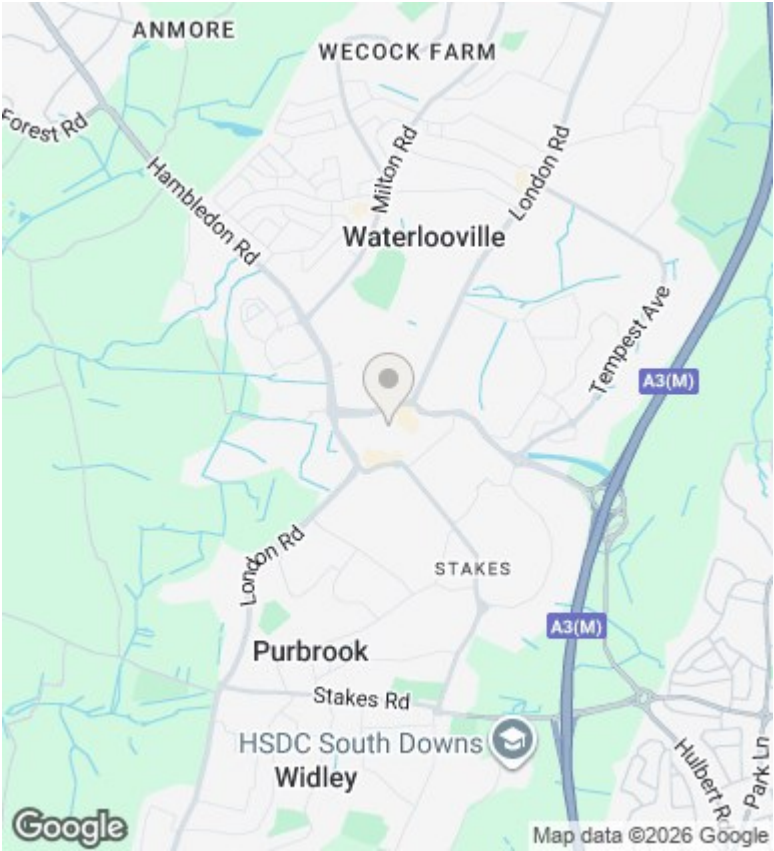 ANMORE
WECOCK FARM
Forest Rd
Hambledon Rd
Milton Rd
London Rd
Waterlooville
Tempest Ave
A3(M)
London Rd
STAKES
A3(M)
Purbrook
Stakes Rd
HSDC South Downs
Widley
Hulbert Rd
Park Ln
Google
Map data ©2026 Google